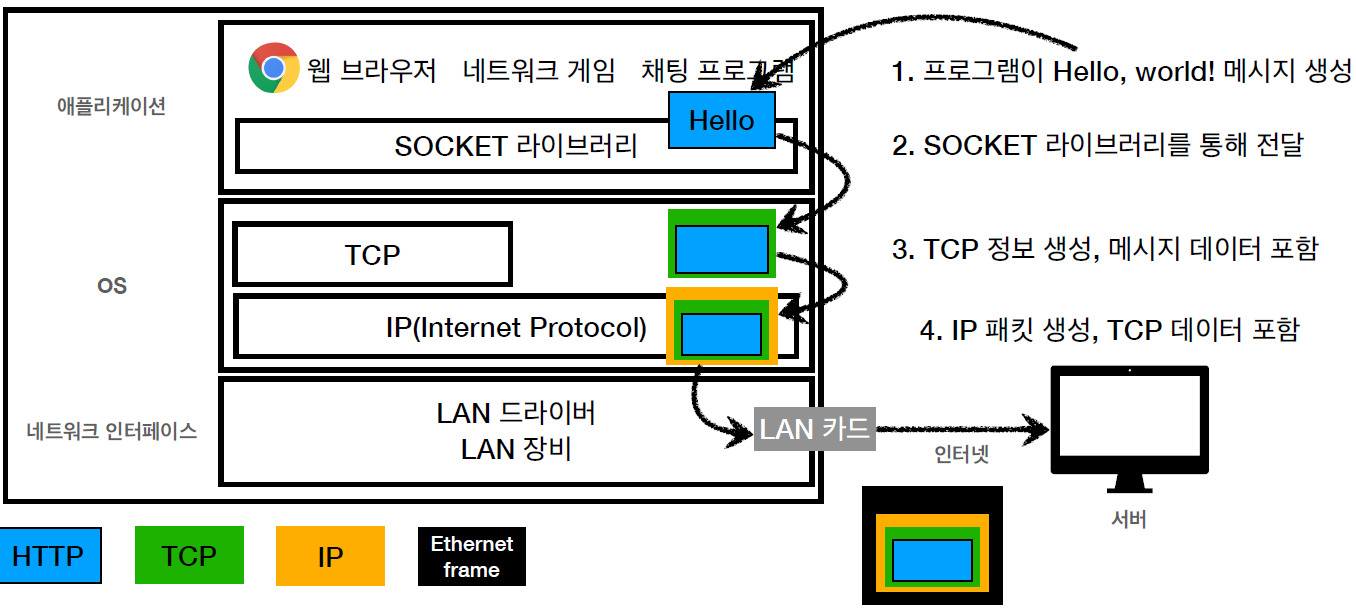 웹 브라우저 네트워크 게임 채팅 프로그램
애플리케이션
Hello
SOCKET 라이브러리
1. 프로그램이 Hello, world! 메시지 생성
2. SOCKET 라이브러리를 통해 전달
TCP
OS
IP(Internet Protocol)
3. TCP 정보 생성, 메시지 데이터 포함
4. IP 패킷 생성, TCP 데이터 포함
네트워크 인터페이스
LAN 드라이버
LAN 장비
LAN 카드
인터넷
서버
HTTP
TCP
IP
Ethernet
frame